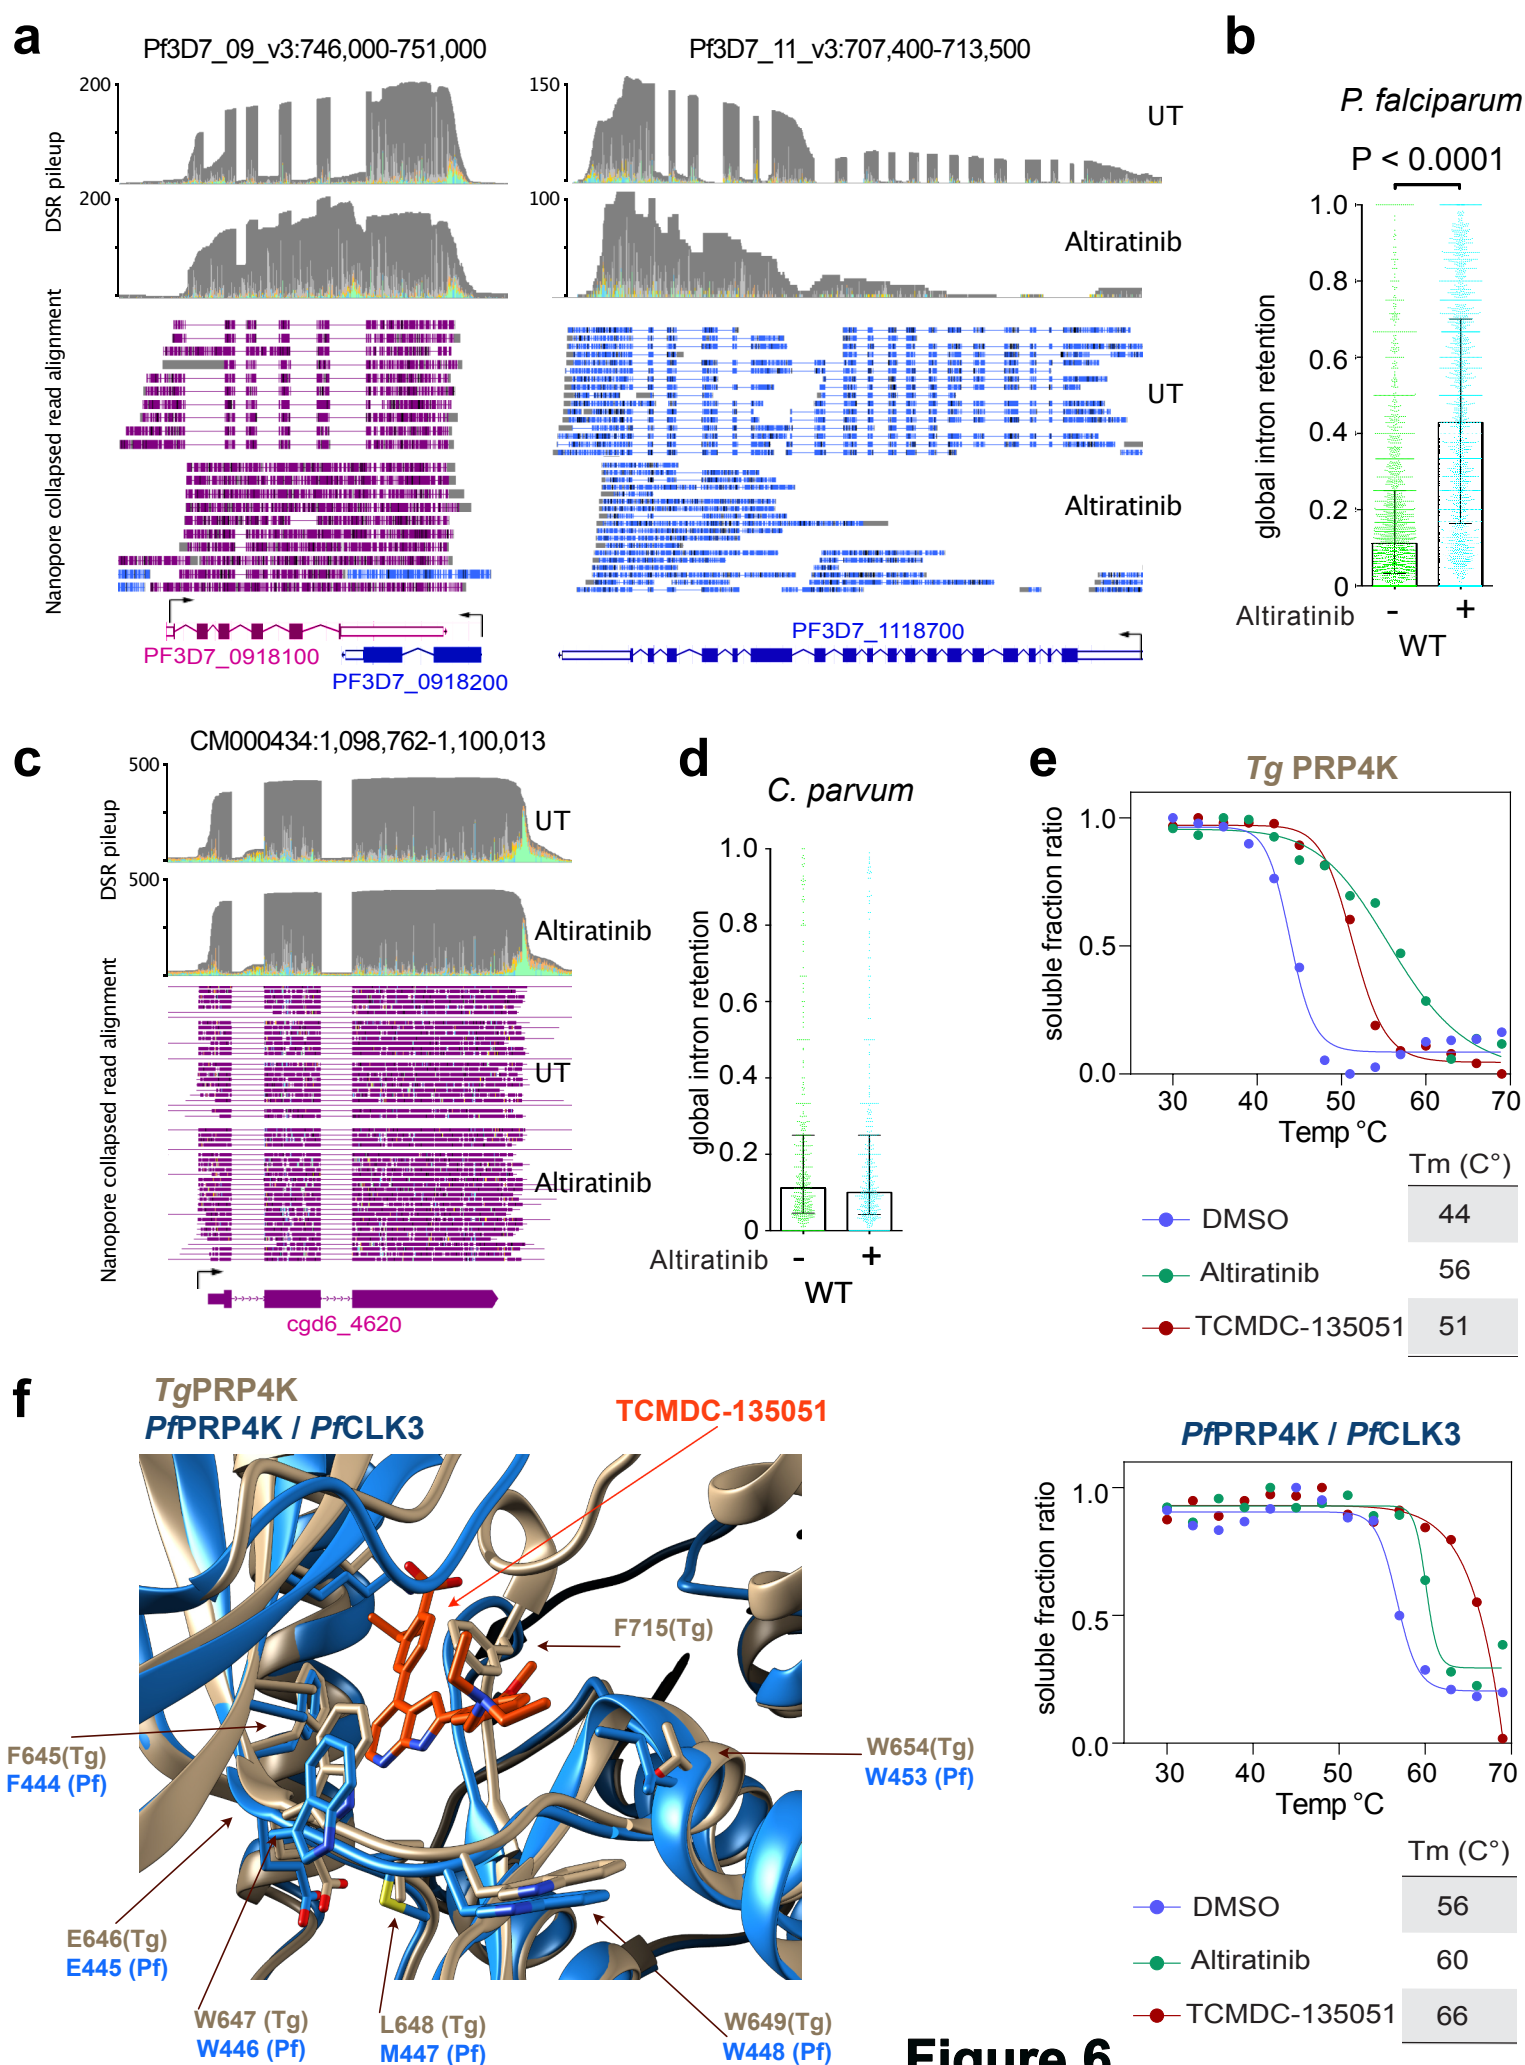 a
Pf3D7_09_v3:746,000-751,000
Pf3D7_11_v3:707,400-713,500
200
150
UT
DSR pileup
200
100
Altiratinib
Nanopore collapsed read alignment
UT
Altiratinib
PF3D7_0918100
PF3D7_0918200
PF3D7_1118700
b
P. falciparum
P < 0.0001
global intron retention
1.0
0.8
0.6
0.4
0.2
0
Altiratinib - +
WT
c
CM000434:1,098,762-1,100,013
500
UT
DSR pileup
500
Altiratinib
Nanopore collapsed read alignment
UT
Altiratinib
cgd6_4620
d
C. parvum
global intron retention
1.0
0.8
0.6
0.4
0.2
0
Altiratinib - +
WT
e
Tg PRP4K
soluble fraction ratio
1.0
0.5
0.0
30 40 50 60 70
Temp °C
Tm (C°)
DMSO 44
Altiratinib 56
TCMDC-135051 51
PfPRP4K / PfCLK3
soluble fraction ratio
1.0
0.5
0.0
30 40 50 60 70
Temp °C
Tm (C°)
DMSO 56
Altiratinib 60
TCMDC-135051 66
f
TgPRP4K
PfPRP4K / PfCLK3
TCMDC-135051
F715(Tg)
F645(Tg)
F444 (Pf)
W654(Tg)
W453 (Pf)
E646(Tg)
E445 (Pf)
W647 (Tg)
W446 (Pf)
L648 (Tg)
M447 (Pf)
W649(Tg)
W448 (Pf)
Figure 6